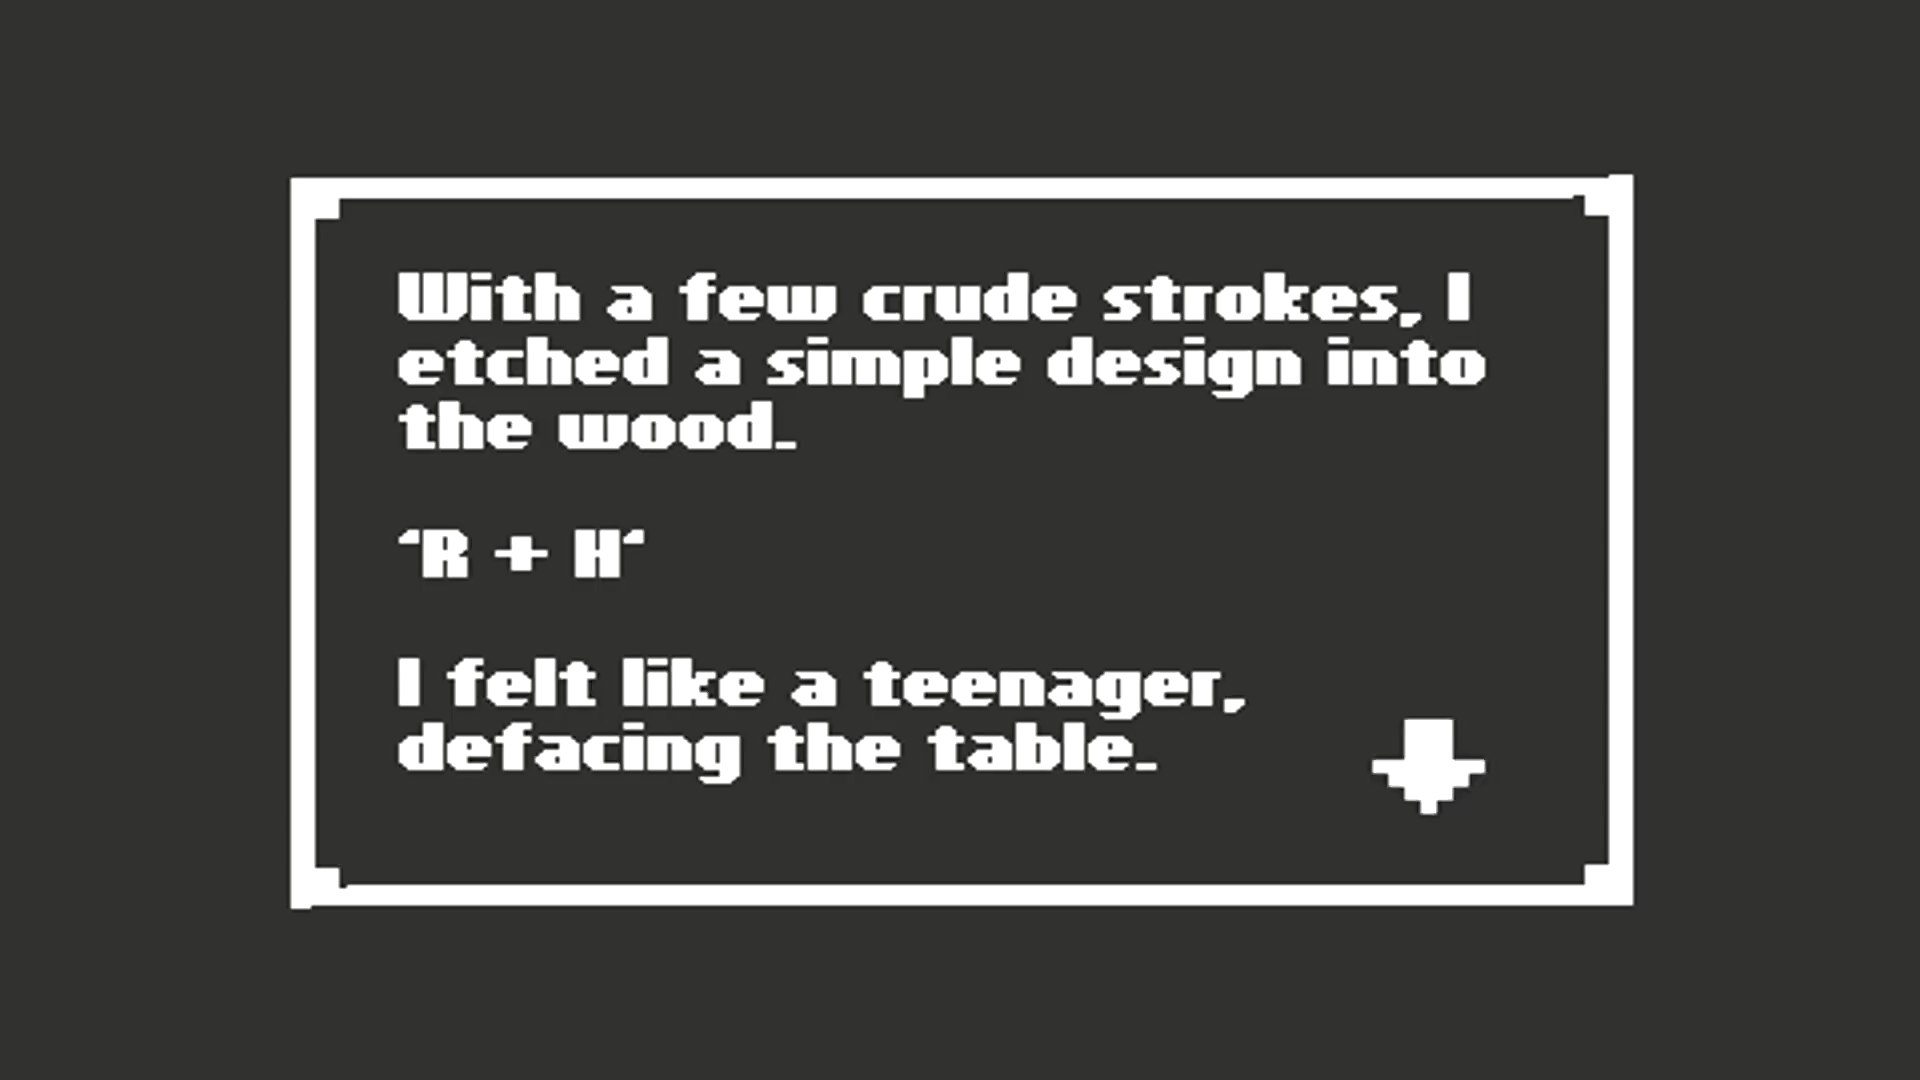 With a few crude strokes, I
etched a simple design into
the wood.
'R + H'
I felt like a teenager,
defacing the table.